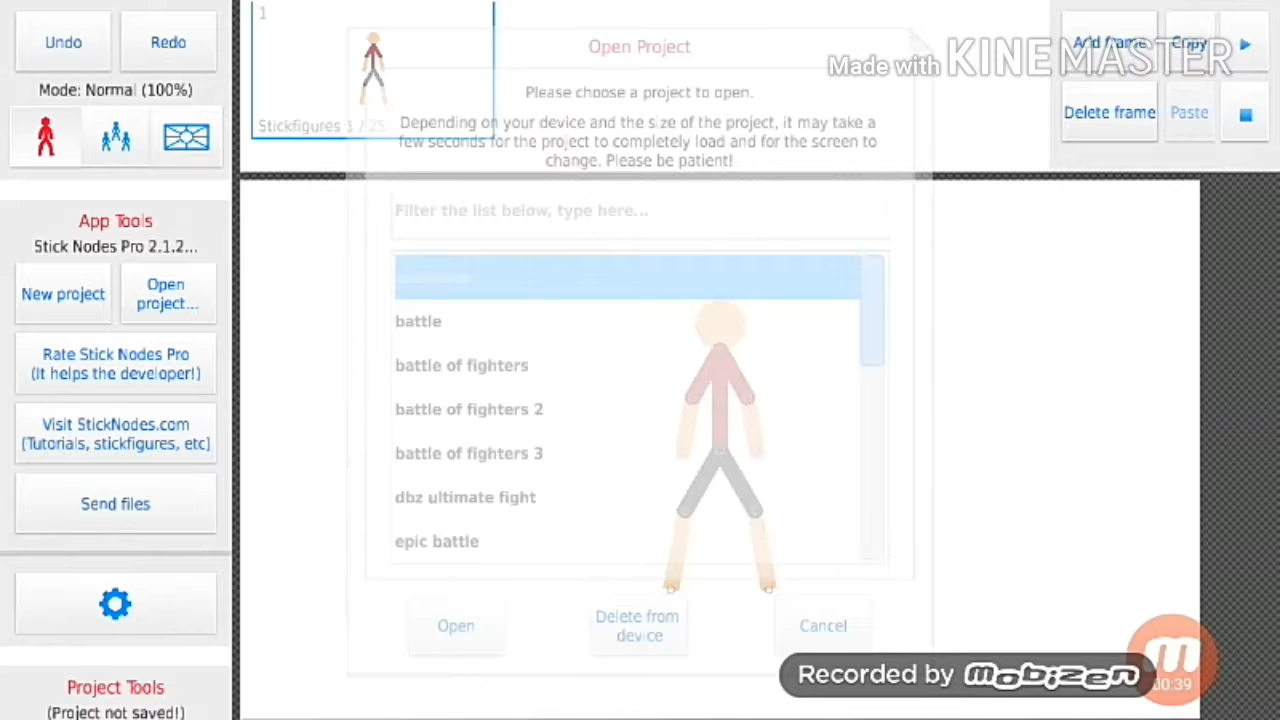 Undo
Redo
Mode: Normal (100%)
1
Stickfigures 1 / 25
Add frame
Copy
Delete frame
Paste
Made with KINEMASTER
Open Project
Please choose a project to open.
Depending on your device and the size of the project, it may take a
few seconds for the project to completely load and for the screen to
change. Please be patient!
Filter the list below, type here...
battle
battle of fighters
battle of fighters 2
battle of fighters 3
dbz ultimate fight
epic battle
Open
Delete from
device
Cancel
App Tools
Stick Nodes Pro 2.1.2...
New project
Open
project...
Rate Stick Nodes Pro
(It helps the developer!)
Visit StickNodes.com
(Tutorials, stickfigures, etc)
Send files
Project Tools
(Project not saved!)
Recorded by mobizen
00:39